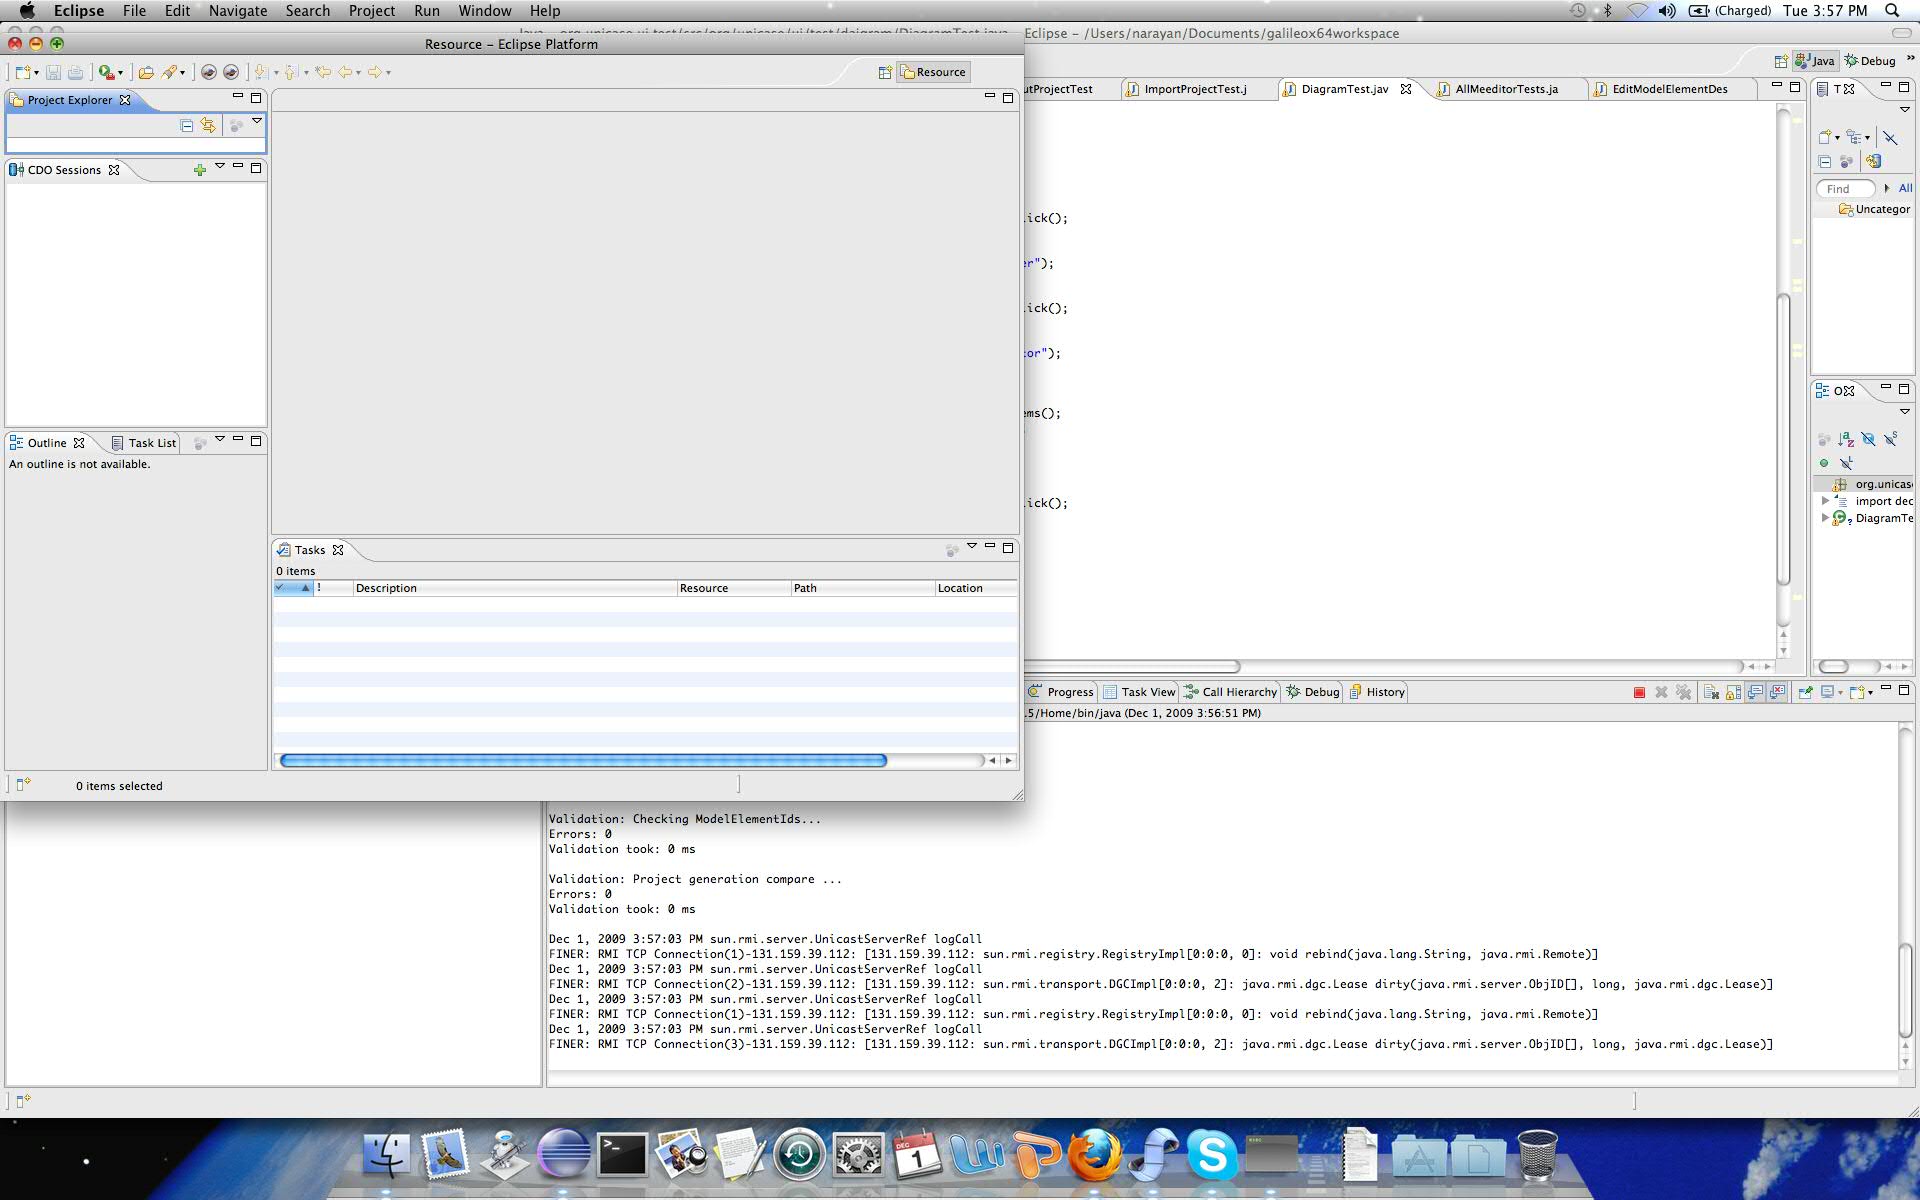 Eclipse File Edit Navigate Search Project Run Window Help (Charged) Tue 3:57 PM
Eclipse – /Users/narayan/Documents/galileox64workspace
Resource – Eclipse Platform
Resource
Java Debug
Project Explorer
CDO Sessions
Outline Task List
An outline is not available.
Tasks
0 items
! Description Resource Path Location
0 items selected
utProjectTest ImportProjectTest.j DiagramTest.jav AllMeeditorTests.ja EditModelElementDes
ick();
er");
ick();
tor");
ems();
ick();
T
Find All
Uncategor
O
org.unicas
import dec
DiagramTe
Progress Task View Call Hierarchy Debug History
.5/Home/bin/java (Dec 1, 2009 3:56:51 PM)
Validation: Checking ModelElementIds...
Errors: 0
Validation took: 0 ms
Validation: Project generation compare ...
Errors: 0
Validation took: 0 ms
Dec 1, 2009 3:57:03 PM sun.rmi.server.UnicastServerRef logCall
FINER: RMI TCP Connection(1)-131.159.39.112: [131.159.39.112: sun.rmi.registry.RegistryImpl[0:0:0, 0]: void rebind(java.lang.String, java.rmi.Remote)]
Dec 1, 2009 3:57:03 PM sun.rmi.server.UnicastServerRef logCall
FINER: RMI TCP Connection(2)-131.159.39.112: [131.159.39.112: sun.rmi.transport.DGCImpl[0:0:0, 2]: java.rmi.dgc.Lease dirty(java.rmi.server.ObjID[], long, java.rmi.dgc.Lease)]
Dec 1, 2009 3:57:03 PM sun.rmi.server.UnicastServerRef logCall
FINER: RMI TCP Connection(1)-131.159.39.112: [131.159.39.112: sun.rmi.registry.RegistryImpl[0:0:0, 0]: void rebind(java.lang.String, java.rmi.Remote)]
Dec 1, 2009 3:57:03 PM sun.rmi.server.UnicastServerRef logCall
FINER: RMI TCP Connection(3)-131.159.39.112: [131.159.39.112: sun.rmi.transport.DGCImpl[0:0:0, 2]: java.rmi.dgc.Lease dirty(java.rmi.server.ObjID[], long, java.rmi.dgc.Lease)]
DEC
1